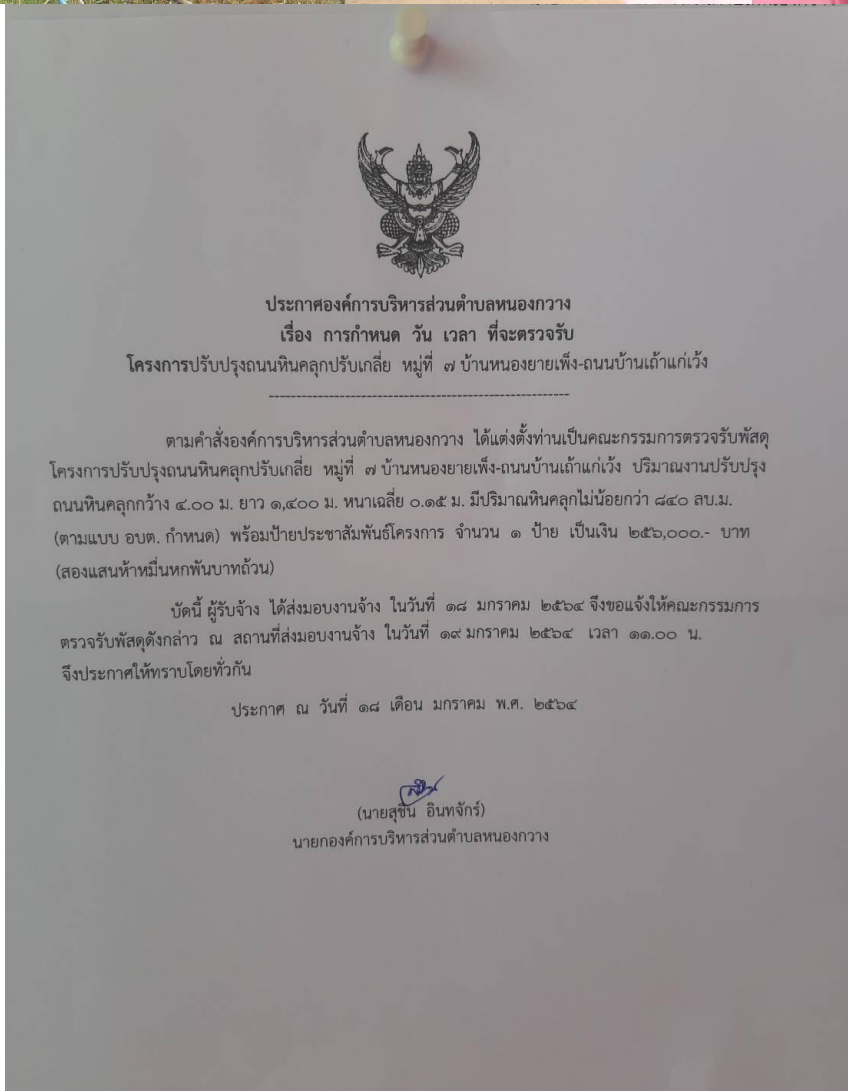 ประกาศองค์การบริหารส่วนตำบลหนองกวาง
เรื่อง การกำหนด วัน เวลา ที่จะตรวจรับ
โครงการปรับปรุงถนนหินคลุกปรับเกลี่ย หมู่ที่ ๗ บ้านหนองยายเพ็ง-ถนนบ้านเถ้าแก่เว้ง
ตามคำสั่งองค์การบริหารส่วนตำบลหนองกวาง ได้แต่งตั้งท่านเป็นคณะกรรมการตรวจรับพัสดุ
โครงการปรับปรุงถนนหินคลุกปรับเกลี่ย หมู่ที่ ๗ บ้านหนองยายเพ็ง-ถนนบ้านเถ้าแก่เว้ง ปริมาณงานปรับปรุง
ถนนหินคลุกกว้าง ๔.๐๐ ม. ยาว ๑,๔๐๐ ม. หนาเฉลี่ย ๐.๑๕ ม. มีปริมาณหินคลุกไม่น้อยกว่า ๘๔๐ ลบ.ม.
(ตามแบบ อบต. กำหนด) พร้อมป้ายประชาสัมพันธ์โครงการ จำนวน ๑ ป้าย เป็นเงิน ๒๕๖,๐๐๐.- บาท
(สองแสนห้าหมื่นหกพันบาทถ้วน)
บัดนี้ ผู้รับจ้าง ได้ส่งมอบงานจ้าง ในวันที่ ๑๘ มกราคม ๒๕๖๔ จึงขอแจ้งให้คณะกรรมการ
ตรวจรับพัสดุดังกล่าว ณ สถานที่ส่งมอบงานจ้าง ในวันที่ ๑๙ มกราคม ๒๕๖๔ เวลา ๑๑.๐๐ น.
จึงประกาศให้ทราบโดยทั่วกัน
ประกาศ ณ วันที่ ๑๘ เดือน มกราคม พ.ศ. ๒๕๖๔
(นายสุชิน อินทจักร์)
นายกองค์การบริหารส่วนตำบลหนองกวาง